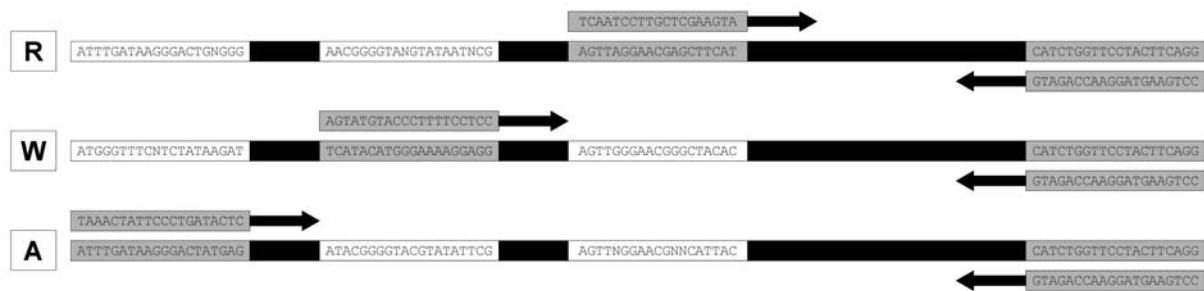 TCAATCCTTGCTCGAAGTA
R ATTTGATAAGGGACTGNGGG AACGGGGTANGTATAATNCG AGTTAGGAACGAGCTTCAT CATCTGGTTCCTACTTCAGG
GTAGACCAAGGATGAAGTCC
AGTATGTACCCTTTTCCTCC
W ATGGGTTTCNTCTATAAGAT TCATACATGGGAAAAGGAGG AGTTGGGAACGGGCTACAC CATCTGGTTCCTACTTCAGG
GTAGACCAAGGATGAAGTCC
TAAACTATTCCCTGATACTC
A ATTTGATAAGGGACTATGAG ATACGGGGTACGTATATTCG AGTTNGGAACGNNCATTAC CATCTGGTTCCTACTTCAGG
GTAGACCAAGGATGAAGTCC